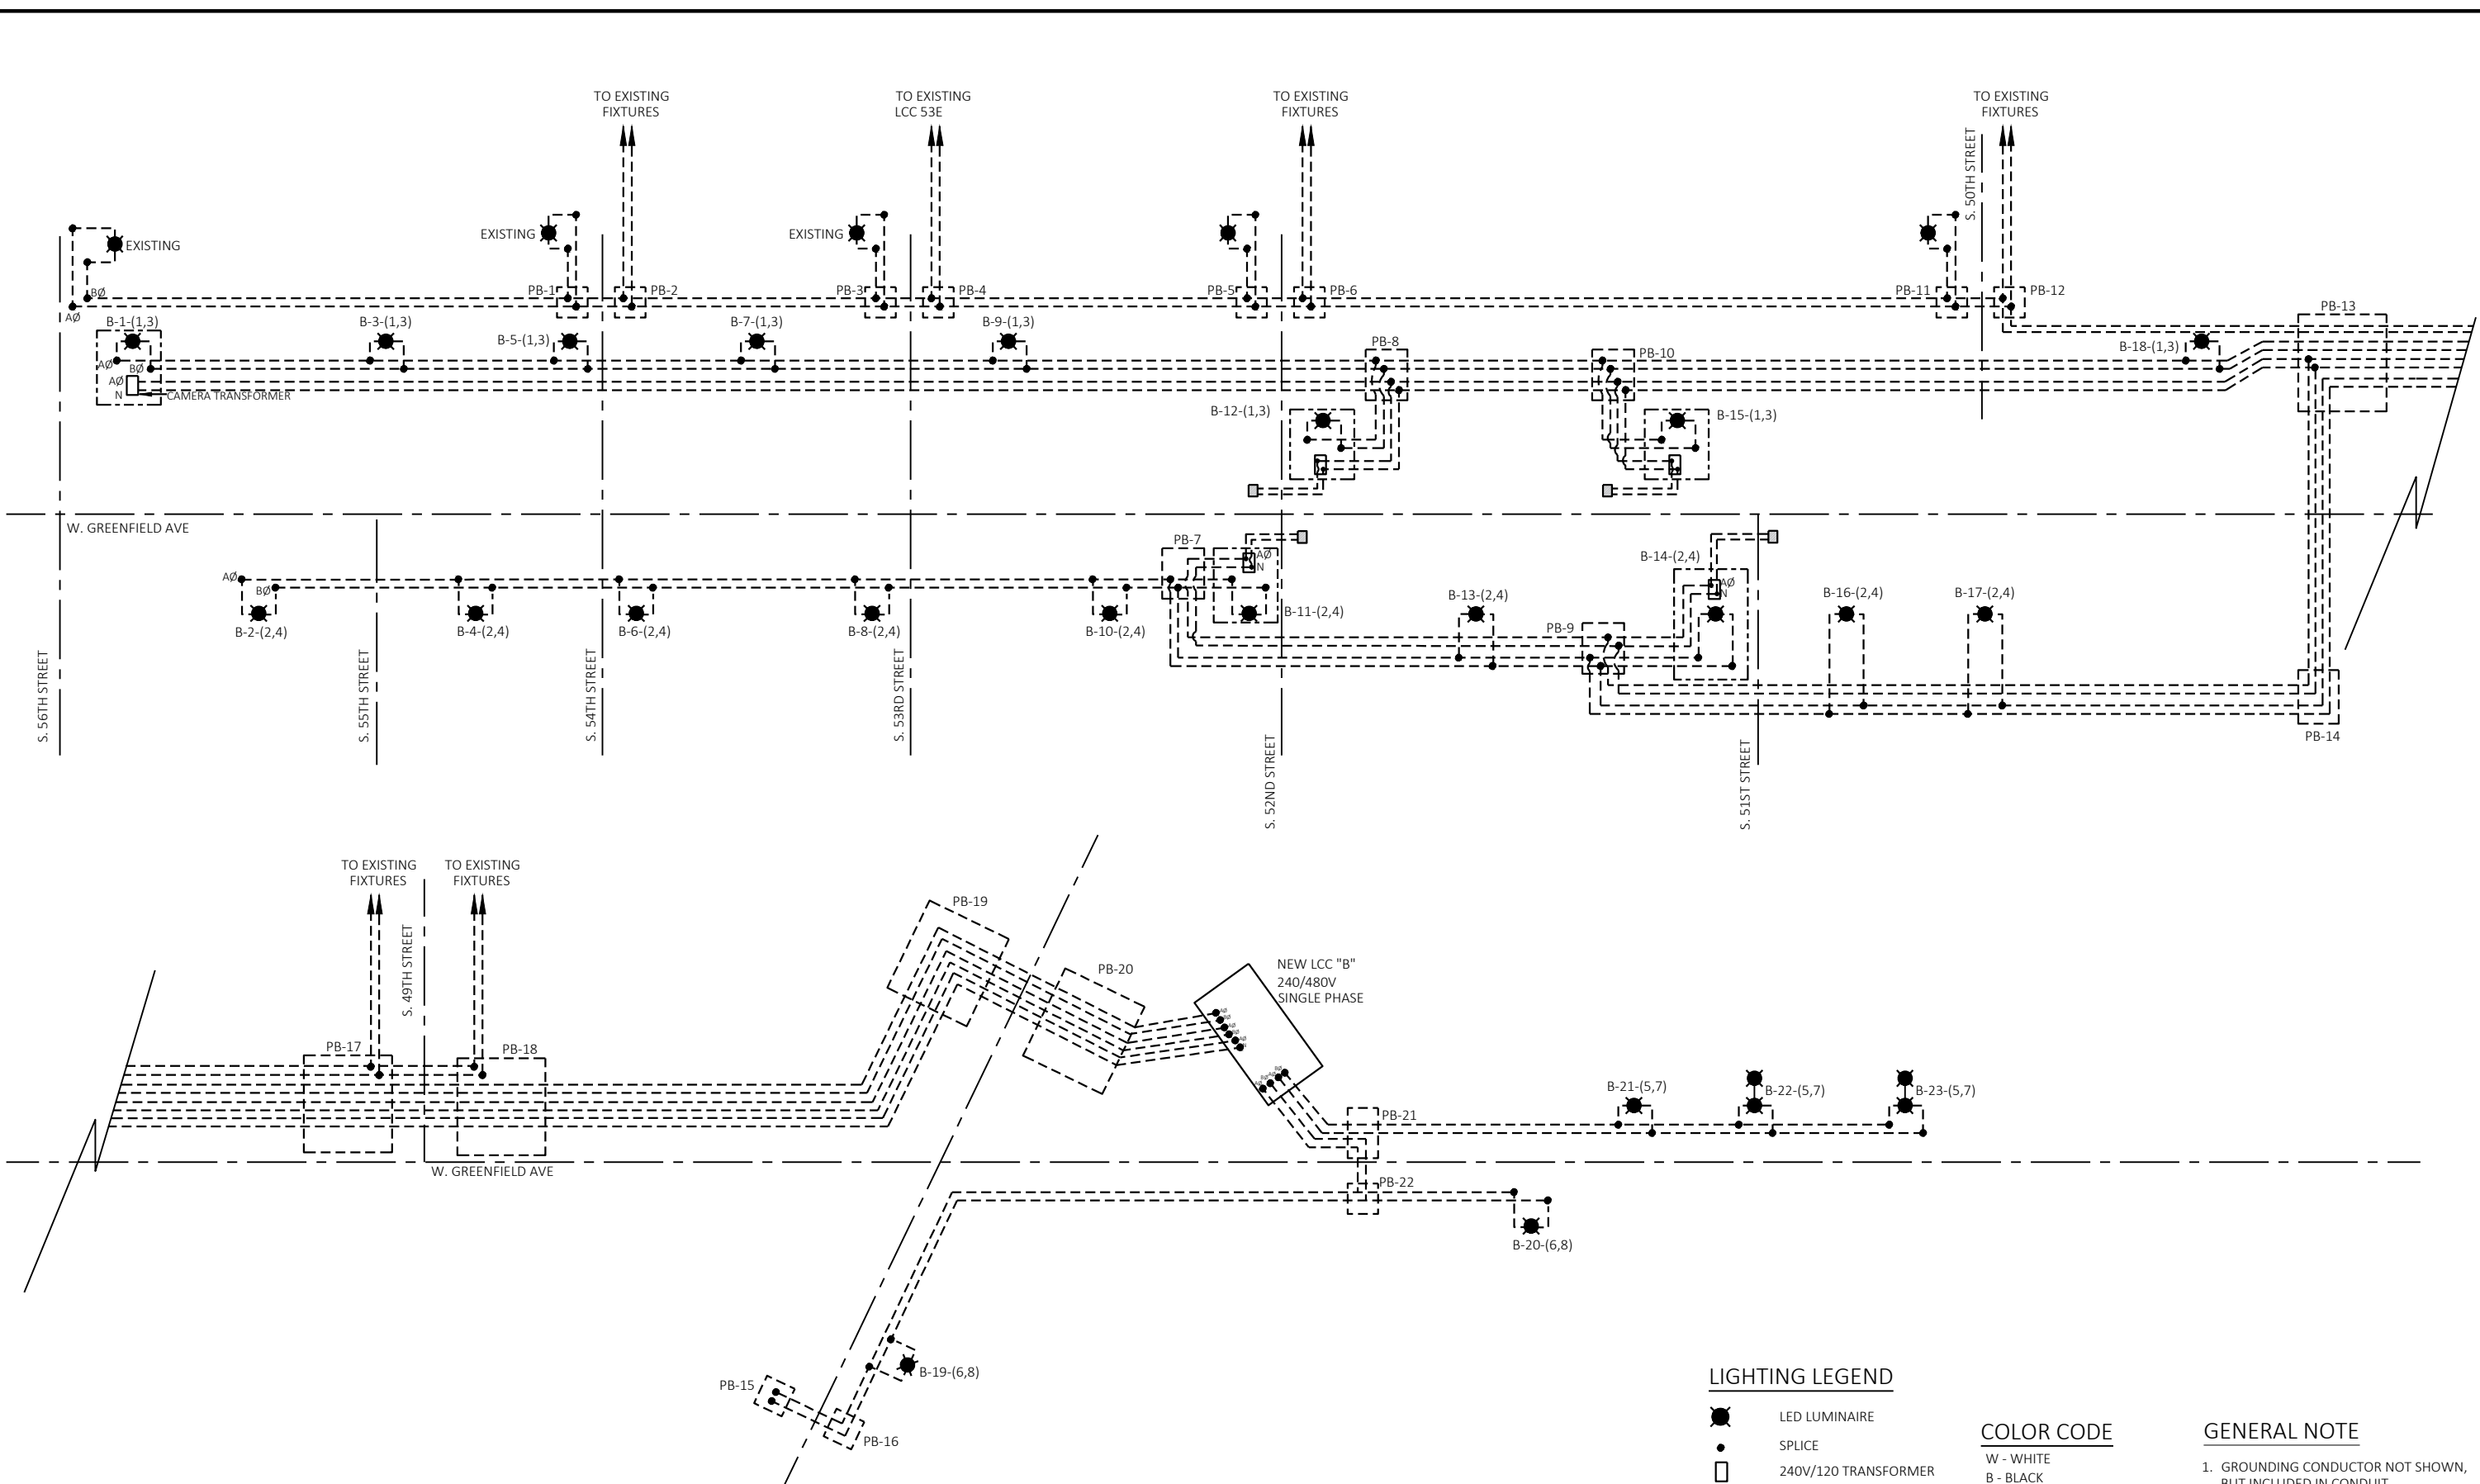 TO EXISTING
FIXTURES
TO EXISTING
LCC 53E
TO EXISTING
FIXTURES
TO EXISTING
FIXTURES
S. 50TH STREET
EXISTING
EXISTING
EXISTING
BØ
AØ
PB-1
PB-2
PB-3
PB-4
PB-5
PB-6
PB-11
PB-12
PB-13
B-1-(1,3)
B-3-(1,3)
B-5-(1,3)
B-7-(1,3)
B-9-(1,3)
PB-8
PB-10
B-18-(1,3)
AØ
BØ
AØ
N
CAMERA TRANSFORMER
B-12-(1,3)
B-15-(1,3)
W. GREENFIELD AVE
PB-7
AØ
N
B-14-(2,4)
AØ
N
AØ
BØ
B-2-(2,4)
B-4-(2,4)
B-6-(2,4)
B-8-(2,4)
B-10-(2,4)
B-11-(2,4)
B-13-(2,4)
PB-9
B-16-(2,4)
B-17-(2,4)
S. 56TH STREET
S. 55TH STREET
S. 54TH STREET
S. 53RD STREET
S. 52ND STREET
S. 51ST STREET
PB-14
TO EXISTING
FIXTURES
TO EXISTING
FIXTURES
S. 49TH STREET
PB-19
PB-20
NEW LCC "B"
240/480V
SINGLE PHASE
PB-17
PB-18
W. GREENFIELD AVE
PB-21
B-21-(5,7)
B-22-(5,7)
B-23-(5,7)
PB-22
B-20-(6,8)
B-19-(6,8)
PB-15
PB-16
LIGHTING LEGEND
LED LUMINAIRE
SPLICE
240V/120 TRANSFORMER
COLOR CODE
W - WHITE
B - BLACK
GENERAL NOTE
1. GROUNDING CONDUCTOR NOT SHOWN,
BUT INCLUDED IN CONDUIT